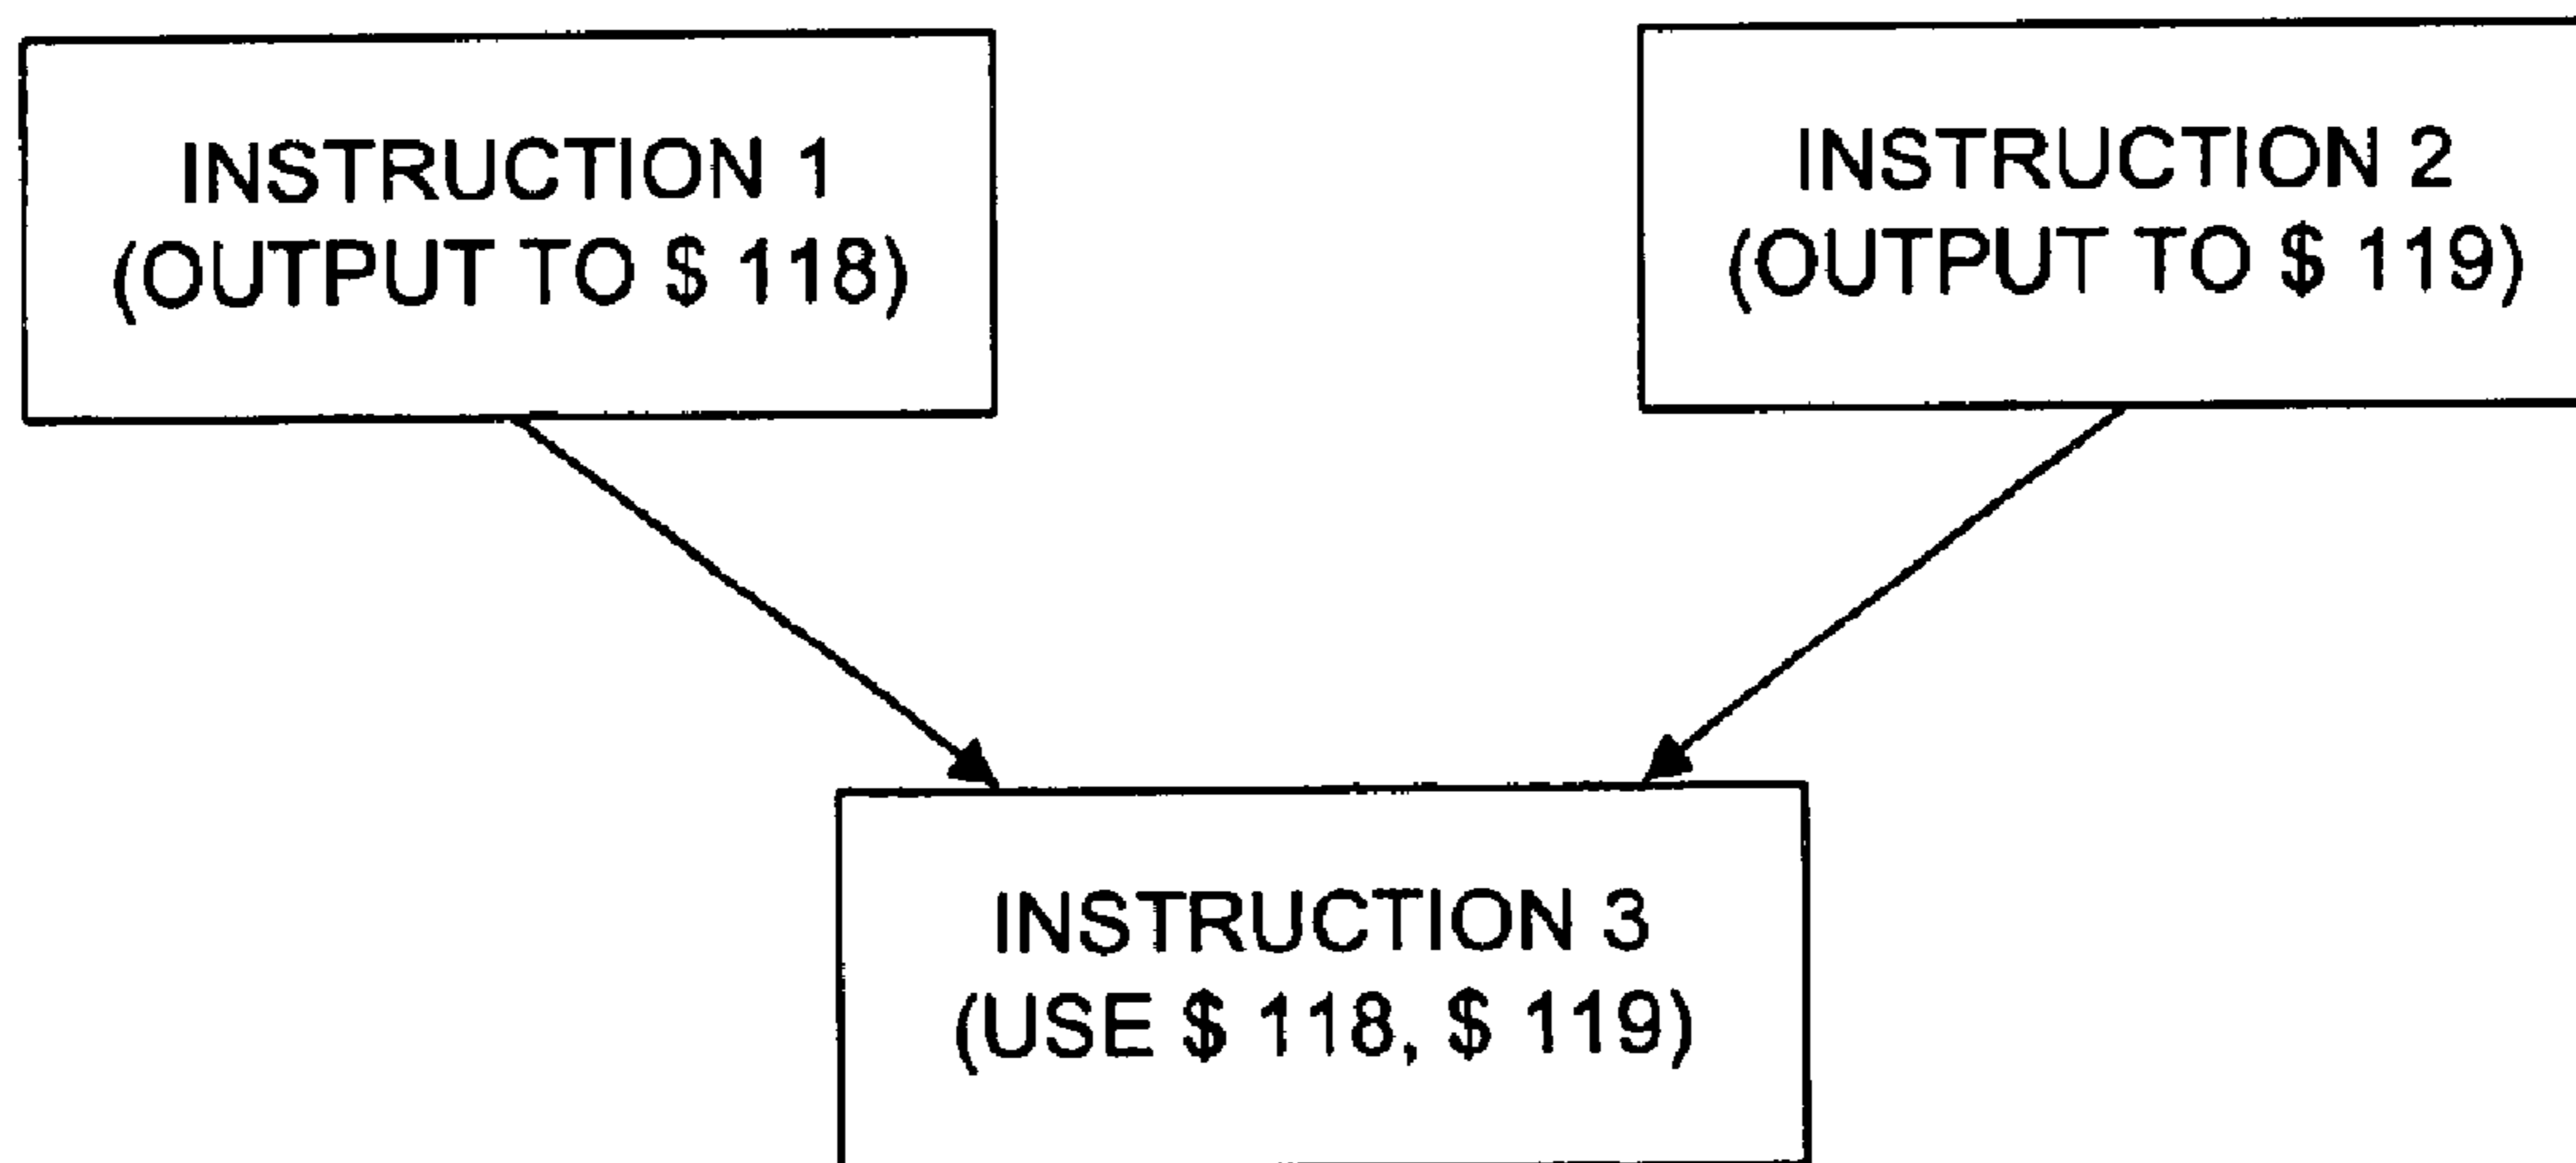 INSTRUCTION 1
(OUTPUT TO $ 118)
INSTRUCTION 2
(OUTPUT TO $ 119)
INSTRUCTION 3
(USE $ 118, $ 119)